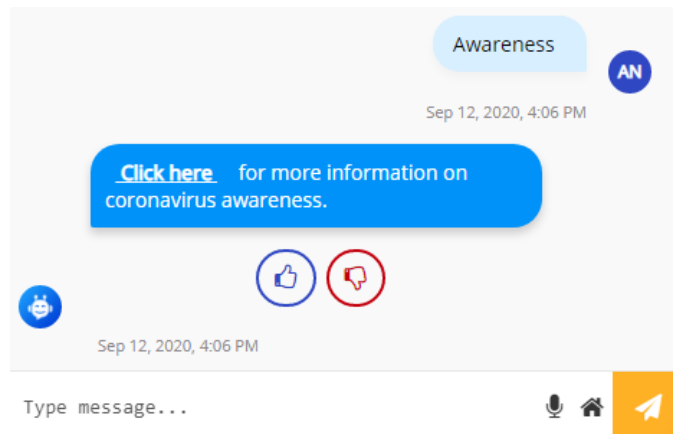 Awareness
AN
Sep 12, 2020, 4:06 PM
Click here for more information on
coronavirus awareness.
Sep 12, 2020, 4:06 PM
Type message...